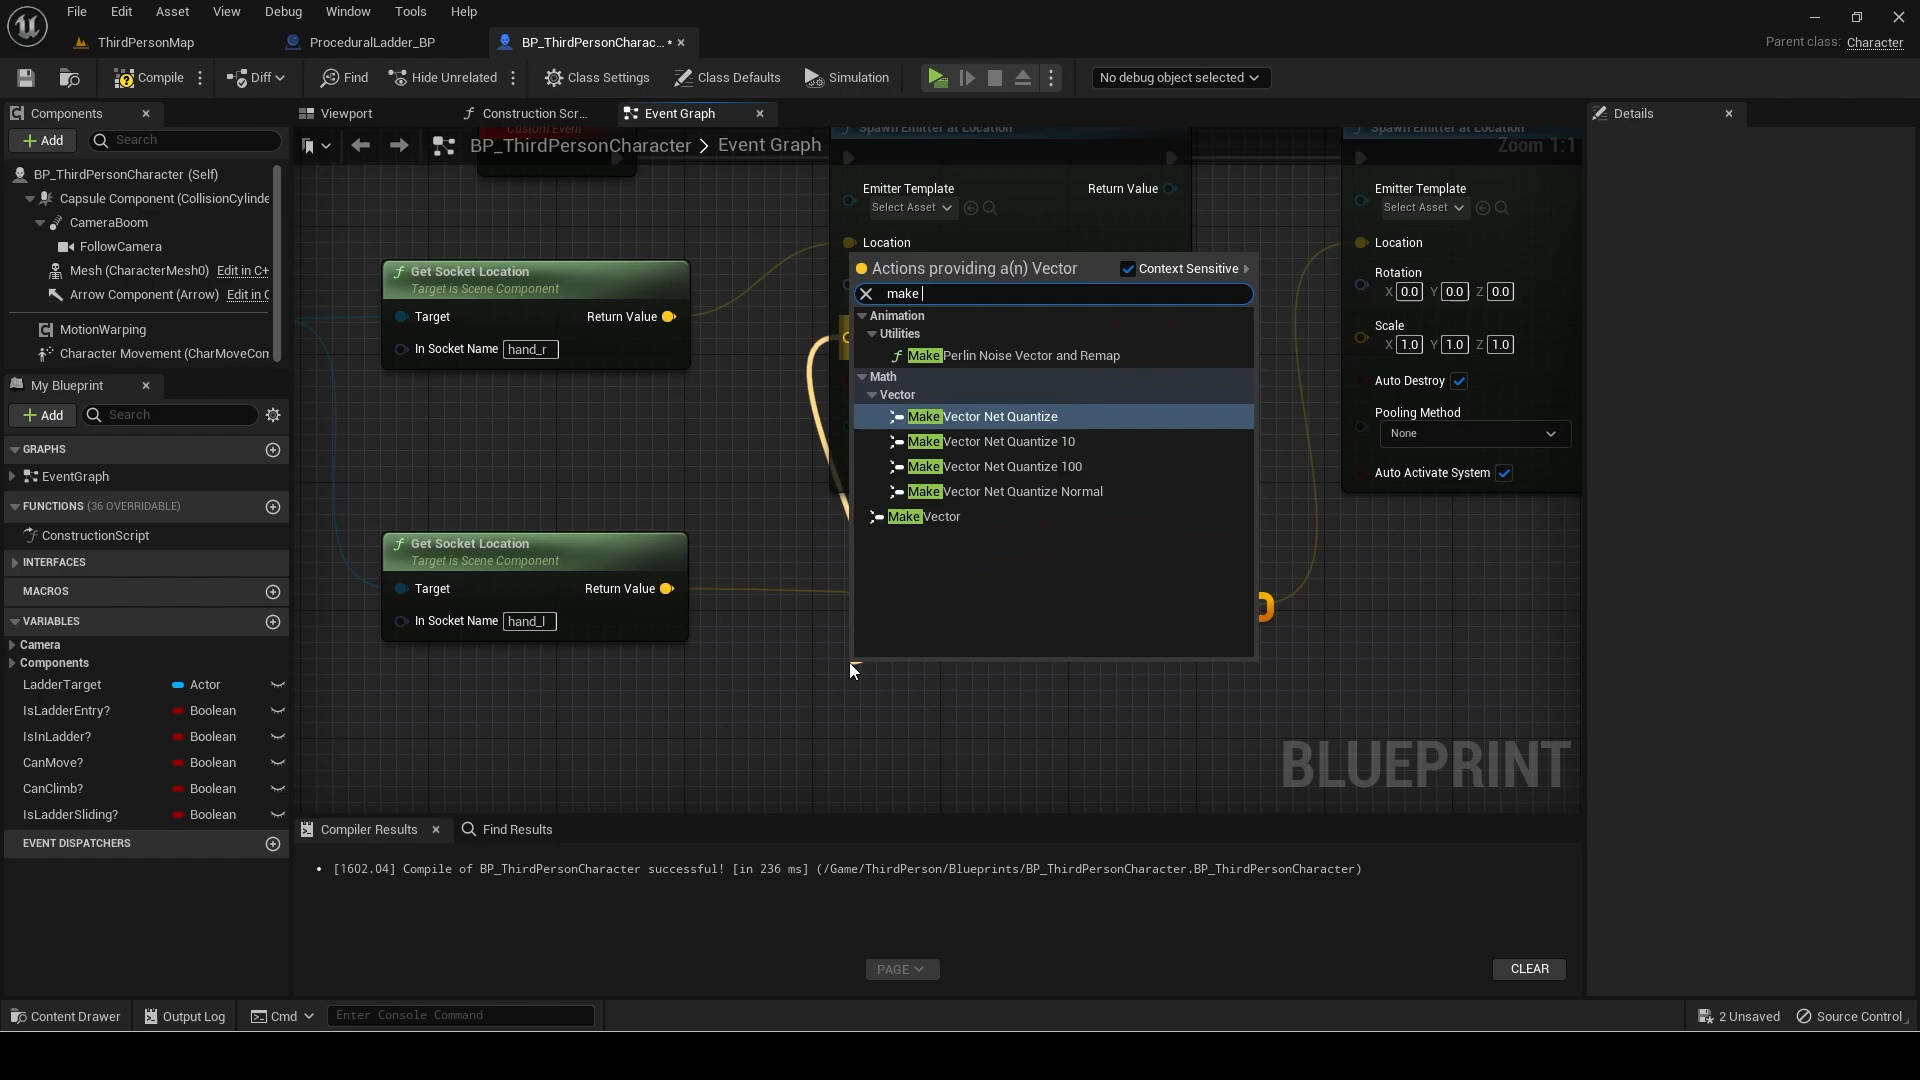 File Edit Asset View Debug Window Tools Help
ThirdPersonMap
ProceduralLadder_BP
BP_ThirdPersonCharac... *
Parent class: Character
Compile
Diff
Find
Hide Unrelated
Class Settings
Class Defaults
Simulation
No debug object selected
Components
Viewport
Construction Scr...
Event Graph
Details
Add
Search
BP_ThirdPersonCharacter > Event Graph
Zoom 1:1
Custom Event
Spawn Emitter at Location
Spawn Emitter at Location
BP_ThirdPersonCharacter (Self)
Capsule Component (CollisionCylinde
CameraBoom
FollowCamera
Mesh (CharacterMesh0) Edit in C+
Arrow Component (Arrow) Edit in C
MotionWarping
Character Movement (CharMoveCom
My Blueprint
Add
Search
GRAPHS
EventGraph
FUNCTIONS (36 OVERRIDABLE)
ConstructionScript
INTERFACES
MACROS
VARIABLES
Camera
Components
LadderTarget Actor
IsLadderEntry? Boolean
IsInLadder? Boolean
CanMove? Boolean
CanClimb? Boolean
IsLadderSliding? Boolean
EVENT DISPATCHERS
Get Socket Location
Target is Scene Component
Target
Return Value
In Socket Name hand_r
Get Socket Location
Target is Scene Component
Target
Return Value
In Socket Name hand_l
Emitter Template
Return Value
Select Asset
Location
Actions providing a(n) Vector
Context Sensitive
make
Animation
Utilities
Make Perlin Noise Vector and Remap
Math
Vector
Make Vector Net Quantize
Make Vector Net Quantize 10
Make Vector Net Quantize 100
Make Vector Net Quantize Normal
Make Vector
Emitter Template
Select Asset
Location
Rotation
X 0.0 Y 0.0 Z 0.0
Scale
X 1.0 Y 1.0 Z 1.0
Auto Destroy
Pooling Method
None
Auto Activate System
BLUEPRINT
Compiler Results
Find Results
[1602.04] Compile of BP_ThirdPersonCharacter successful! [in 236 ms] (/Game/ThirdPerson/Blueprints/BP_ThirdPersonCharacter.BP_ThirdPersonCharacter)
PAGE
CLEAR
Content Drawer
Output Log
Cmd
Enter Console Command
2 Unsaved
Source Control